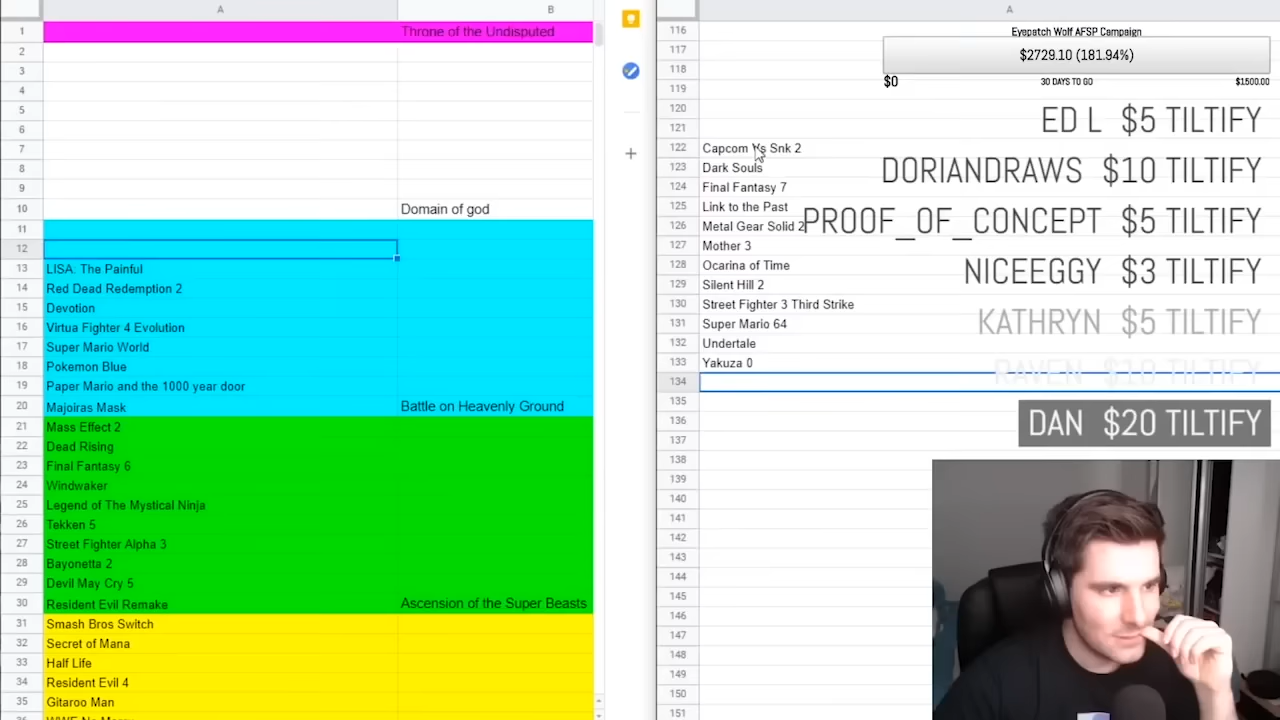 A
B
1
Throne of the Undisputed
2
3
4
5
6
7
8
9
10
Domain of god
11
12
13
LISA: The Painful
14
Red Dead Redemption 2
15
Devotion
16
Virtua Fighter 4 Evolution
17
Super Mario World
18
Pokemon Blue
19
Paper Mario and the 1000 year door
20
Majoiras Mask
Battle on Heavenly Ground
21
Mass Effect 2
22
Dead Rising
23
Final Fantasy 6
24
Windwaker
25
Legend of The Mystical Ninja
26
Tekken 5
27
Street Fighter Alpha 3
28
Bayonetta 2
29
Devil May Cry 5
30
Resident Evil Remake
Ascension of the Super Beasts
31
Smash Bros Switch
32
Secret of Mana
33
Half Life
34
Resident Evil 4
35
Gitaroo Man
A
116
117
118
119
120
121
122
Capcom Vs Snk 2
123
Dark Souls
124
Final Fantasy 7
125
Link to the Past
126
Metal Gear Solid 2
127
Mother 3
128
Ocarina of Time
129
Silent Hill 2
130
Street Fighter 3 Third Strike
131
Super Mario 64
132
Undertale
133
Yakuza 0
134
135
136
137
138
139
140
141
142
143
144
145
146
147
148
149
150
151
Eyepatch Wolf AFSP Campaign
$2729.10 (181.94%)
$0
30 DAYS TO GO
$1500.00
ED L $5 TILTIFY
DORIANDRAWS $10 TILTIFY
PROOF_OF_CONCEPT $5 TILTIFY
NICEEGGY $3 TILTIFY
KATHRYN $5 TILTIFY
RAVEN $10 TILTIFY
DAN $20 TILTIFY